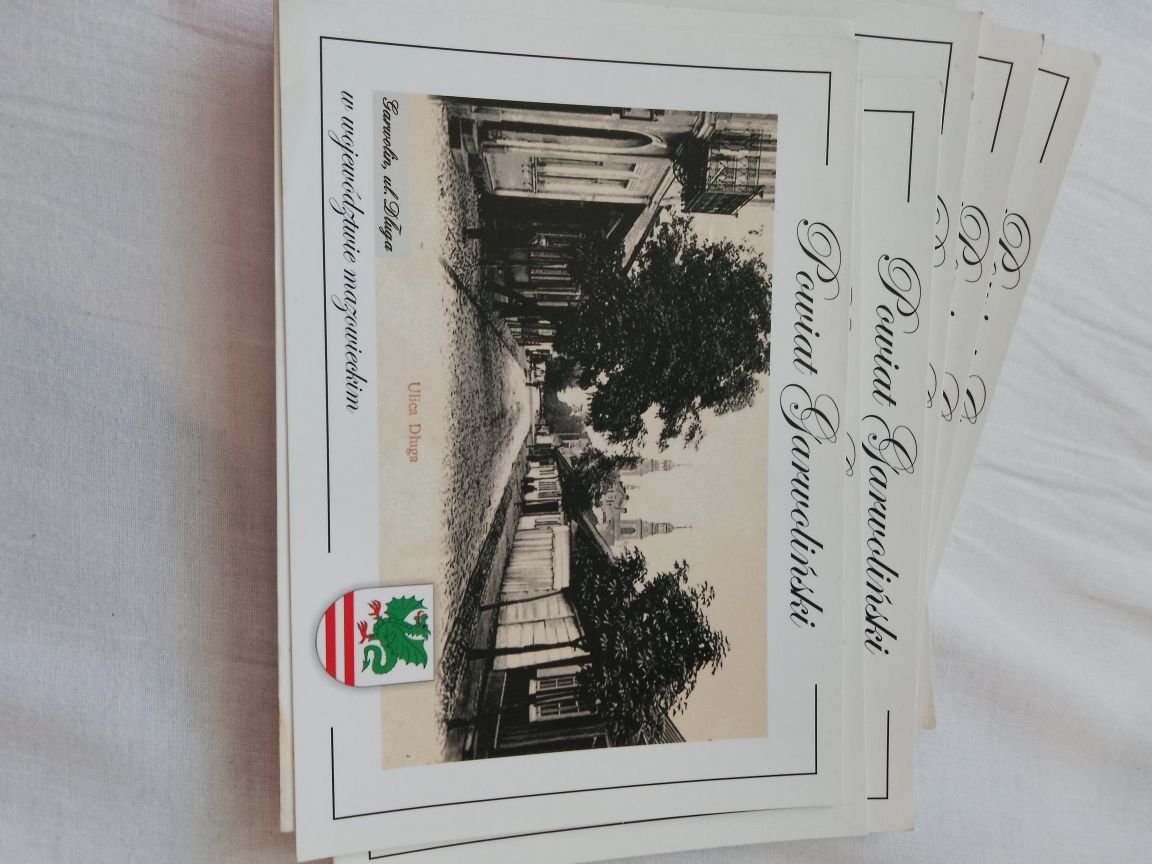 Powiat Garwoliński
Garwolin, ul. Długa
Ulica Długa
w województwie mazowieckim
Powiat Garwoliński
P
P